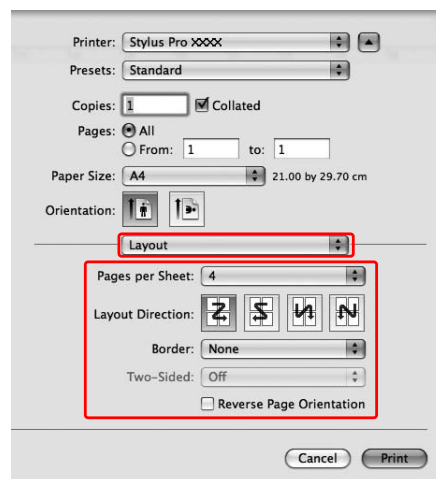 Printer: Stylus Pro XXXX
Presets: Standard
Copies: 1 Collated
Pages: All
From: 1 to: 1
Paper Size: A4 21.00 by 29.70 cm
Orientation:
Layout
Pages per Sheet: 4
Layout Direction:
Border: None
Two-Sided: Off
Reverse Page Orientation
Cancel Print